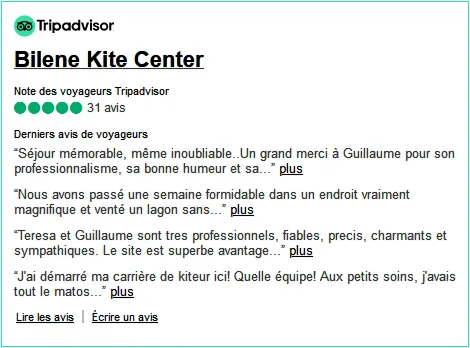 Tripadvisor
Bilene Kite Center
Note des voyageurs Tripadvisor
31 avis
Derniers avis de voyageurs
“Séjour mémorable, même inoubliable..Un grand merci à Guillaume pour son
professionnalisme, sa bonne humeur et sa...” plus
“Nous avons passé une semaine formidable dans un endroit vraiment
magnifique et venté un lagon sans...” plus
“Teresa et Guillaume sont tres professionnels, fiables, precis, charmants et
sympathiques. Le site est superbe avantage...” plus
“J'ai démarré ma carrière de kiteur ici! Quelle équipe! Aux petits soins, j'avais
tout le matos...” plus
Lire les avis | Écrire un avis